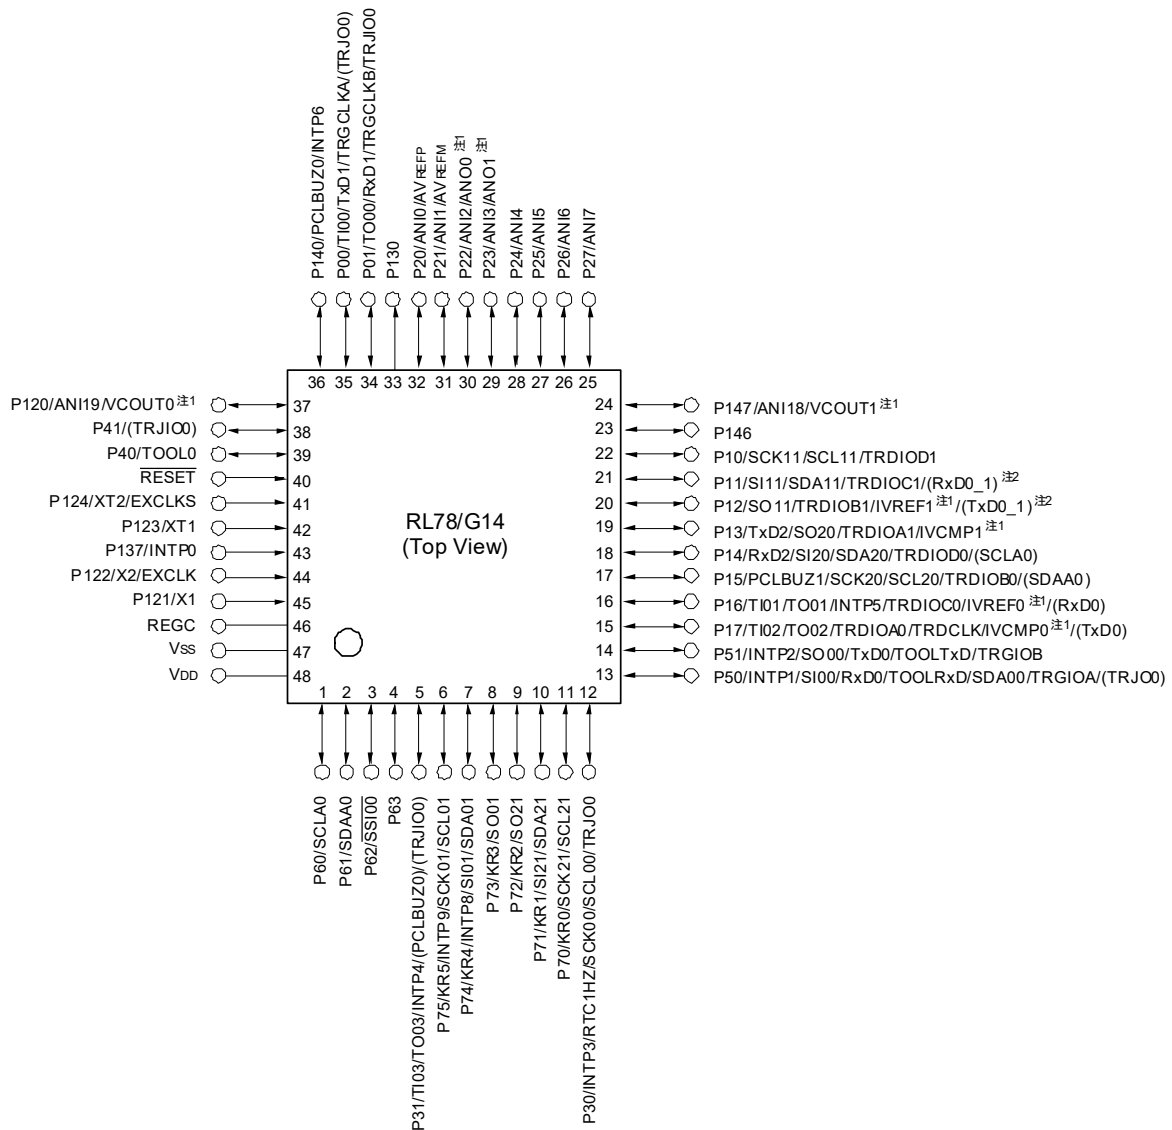 P140/PCLBUZ0/INTP6
P00/TI00/TxD1/TRGCLKA/(TRJO0)
P01/TO00/RxD1/TRGCLKB/TRJIO0
P130
P20/ANI0/AVREFP
P21/ANI1/AVREFM
P22/ANI2/ANO0 注1
P23/ANI3/ANO1 注1
P24/ANI4
P25/ANI5
P26/ANI6
P27/ANI7
36 35 34 33 32 31 30 29 28 27 26 25
P120/ANI19/VCOUT0 注1 37
P41/(TRJIO0) 38
P40/TOOL0 39
RESET 40
P124/XT2/EXCLKS 41
P123/XT1 42
P137/INTP0 43
P122/X2/EXCLK 44
P121/X1 45
REGC 46
VSS 47
VDD 48
RL78/G14
(Top View)
24 P147/ANI18/VCOUT1 注1
23 P146
22 P10/SCK11/SCL11/TRDIOD1
21 P11/SI11/SDA11/TRDIOC1/(RxD0_1) 注2
20 P12/SO11/TRDIOB1/IVREF1 注1/(TxD0_1) 注2
19 P13/TxD2/SO20/TRDIOA1/IVCMP1 注1
18 P14/RxD2/SI20/SDA20/TRDIOD0/(SCLA0)
17 P15/PCLBUZ1/SCK20/SCL20/TRDIOB0/(SDAA0)
16 P16/TI01/TO01/INTP5/TRDIOC0/IVREF0 注1/(RxD0)
15 P17/TI02/TO02/TRDIOA0/TRDCLK/IVCMP0 注1/(TxD0)
14 P51/INTP2/SO00/TxD0/TOOLTxD/TRGIOB
13 P50/INTP1/SI00/RxD0/TOOLRxD/SDA00/TRGIOA/(TRJO0)
1 2 3 4 5 6 7 8 9 10 11 12
P60/SCLA0
P61/SDAA0
P62/SSI00
P63
P31/TI03/TO03/INTP4/(PCLBUZ0)/(TRJIO0)
P75/KR5/INTP9/SCK01/SCL01
P74/KR4/INTP8/SI01/SDA01
P73/KR3/SO01
P72/KR2/SO21
P71/KR1/SI21/SDA21
P70/KR0/SCK21/SCL21
P30/INTP3/RTC1HZ/SCK00/SCL00/TRJO0